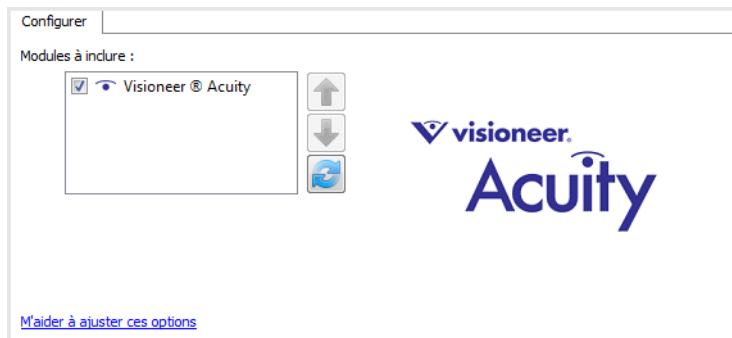 Configurer
Modules à inclure :
Visioneer ® Acuity
visioneer.
Acuity
M'aider à ajuster ces options